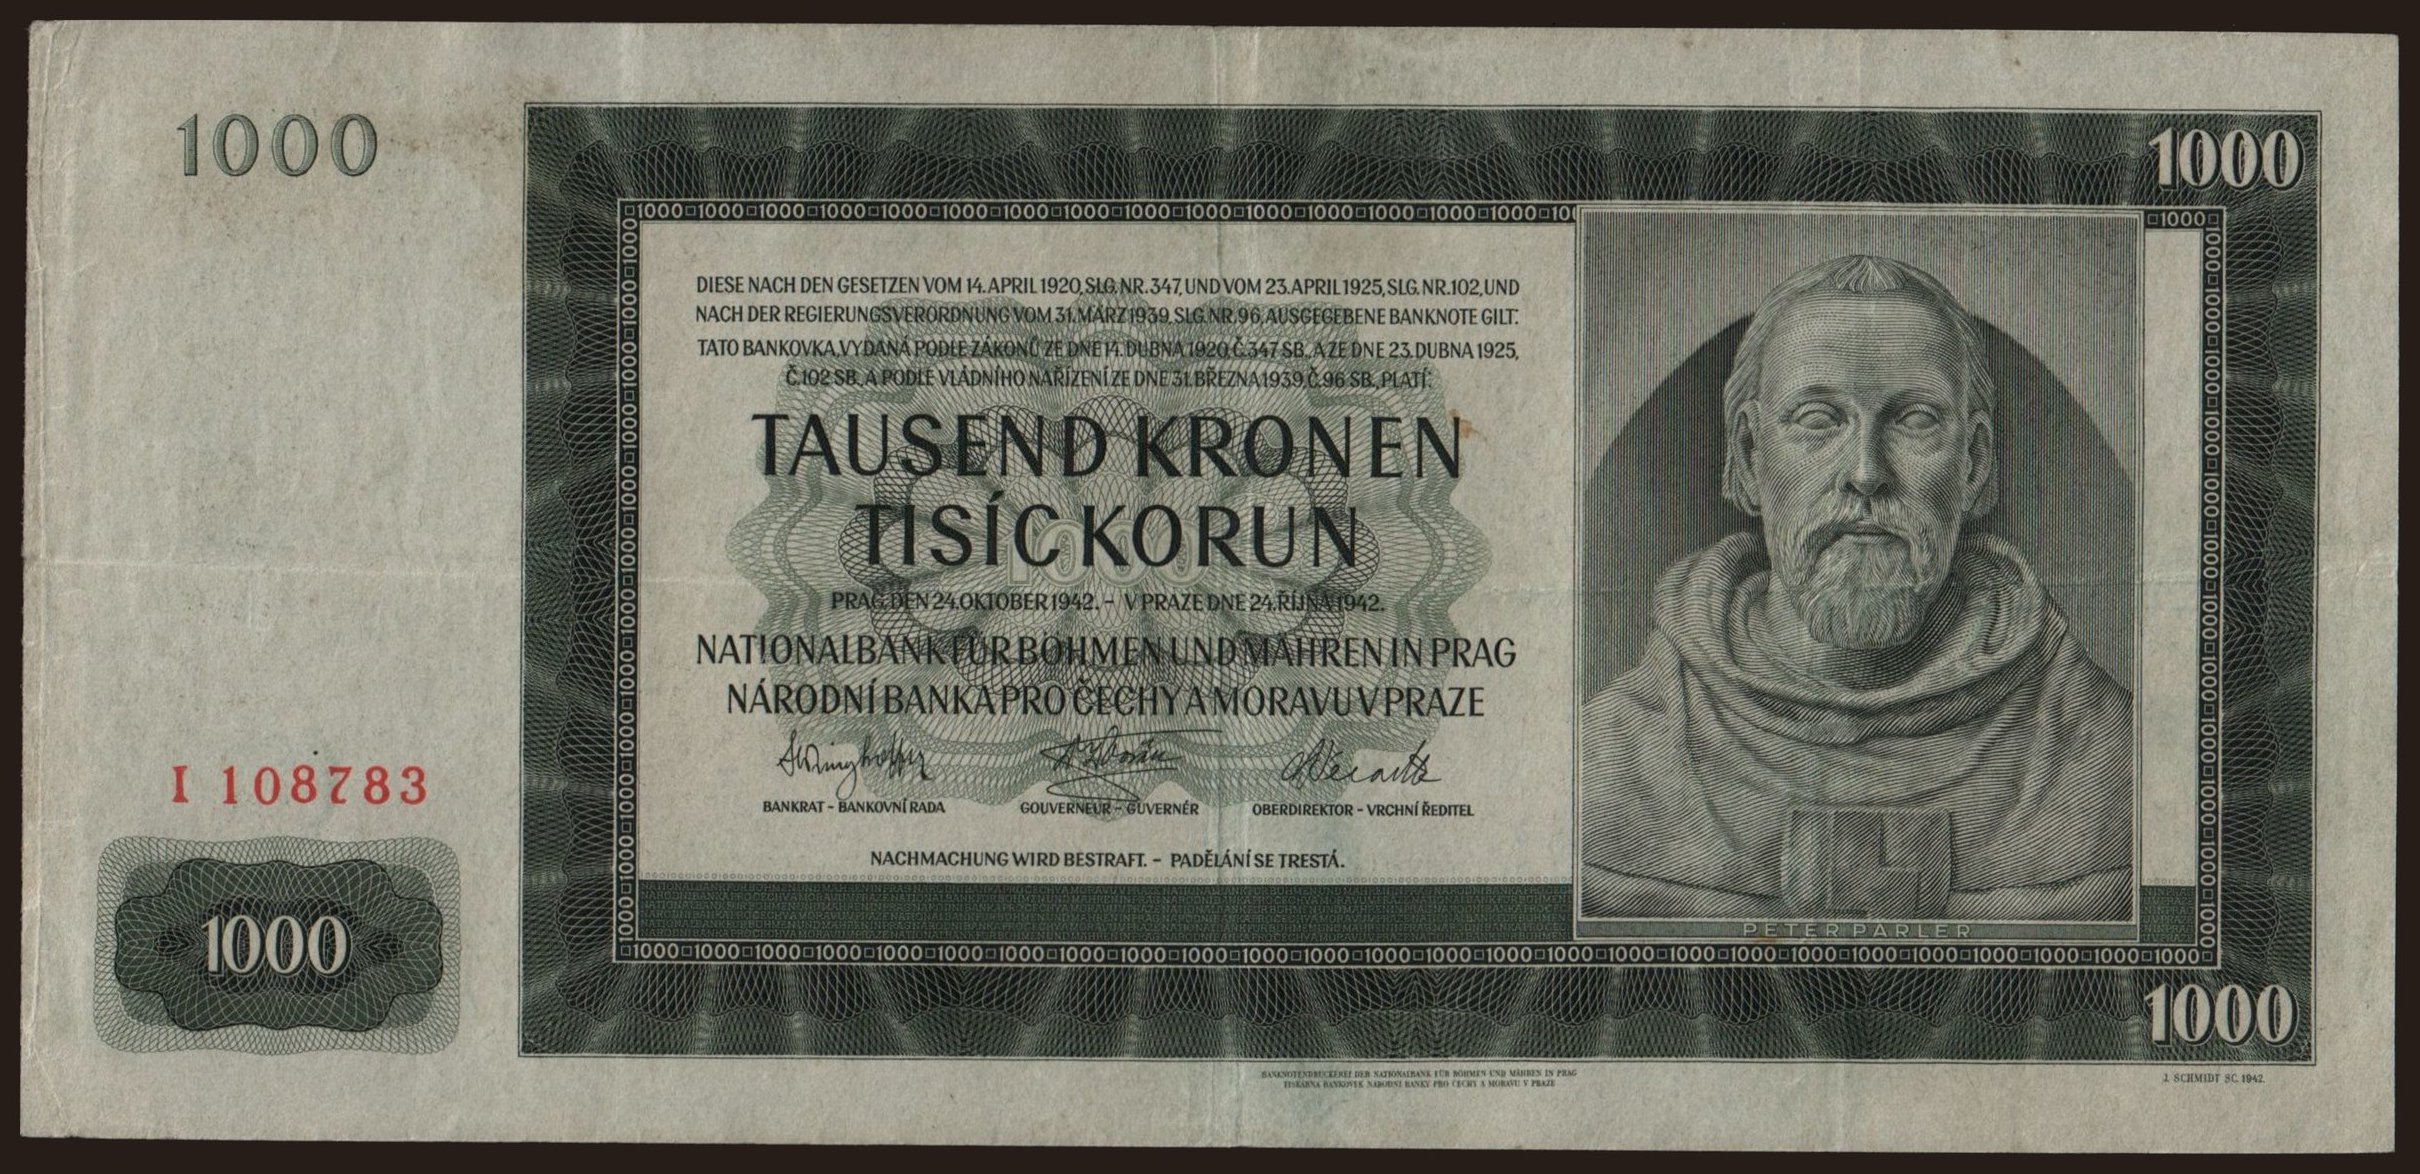 1000
1000
DIESE NACH DEN GESETZEN VOM 14. APRIL 1920, SLG. NR. 347, UND VOM 23. APRIL 1925, SLG. NR. 102, UND
NACH DER REGIERUNGSVERORDNUNG VOM 31. MÄRZ 1939, SLG. NR. 96, AUSGEGEBENE BANKNOTE GILT:
TATO BANKOVKA, VYDANÁ PODLE ZÁKONŮ ZE DNE 14. DUBNA 1920, Č. 347 SB., A ZE DNE 23. DUBNA 1925,
Č. 102 SB., A PODLE VLÁDNÍHO NAŘÍZENÍ ZE DNE 31. BŘEZNA 1939, Č. 96 SB., PLATÍ:
TAUSEND KRONEN
TISÍC KORUN
PRAG, DEN 24. OKTOBER 1942. – V PRAZE DNE 24. ŘÍJNA 1942.
NATIONALBANK FÜR BÖHMEN UND MÄHREN IN PRAG
NÁRODNÍ BANKA PRO ČECHY A MORAVU V PRAZE
BANKRAT – BANKOVNÍ RADA
GOUVERNEUR – GUVERNÉR
OBERDIREKTOR – VRCHNÍ ŘEDITEL
NACHMACHUNG WIRD BESTRAFT. – PADĚLÁNÍ SE TRESTÁ.
I 108783
1000
PETER PARLER
1000
BANKNOTENDRUCKEREI DER NATIONALBANK FÜR BÖHMEN UND MÄHREN IN PRAG
TISKÁRNA BANKOVEK NÁRODNÍ BANKY PRO ČECHY A MORAVU V PRAZE
J. SCHMIDT SC. 1942.